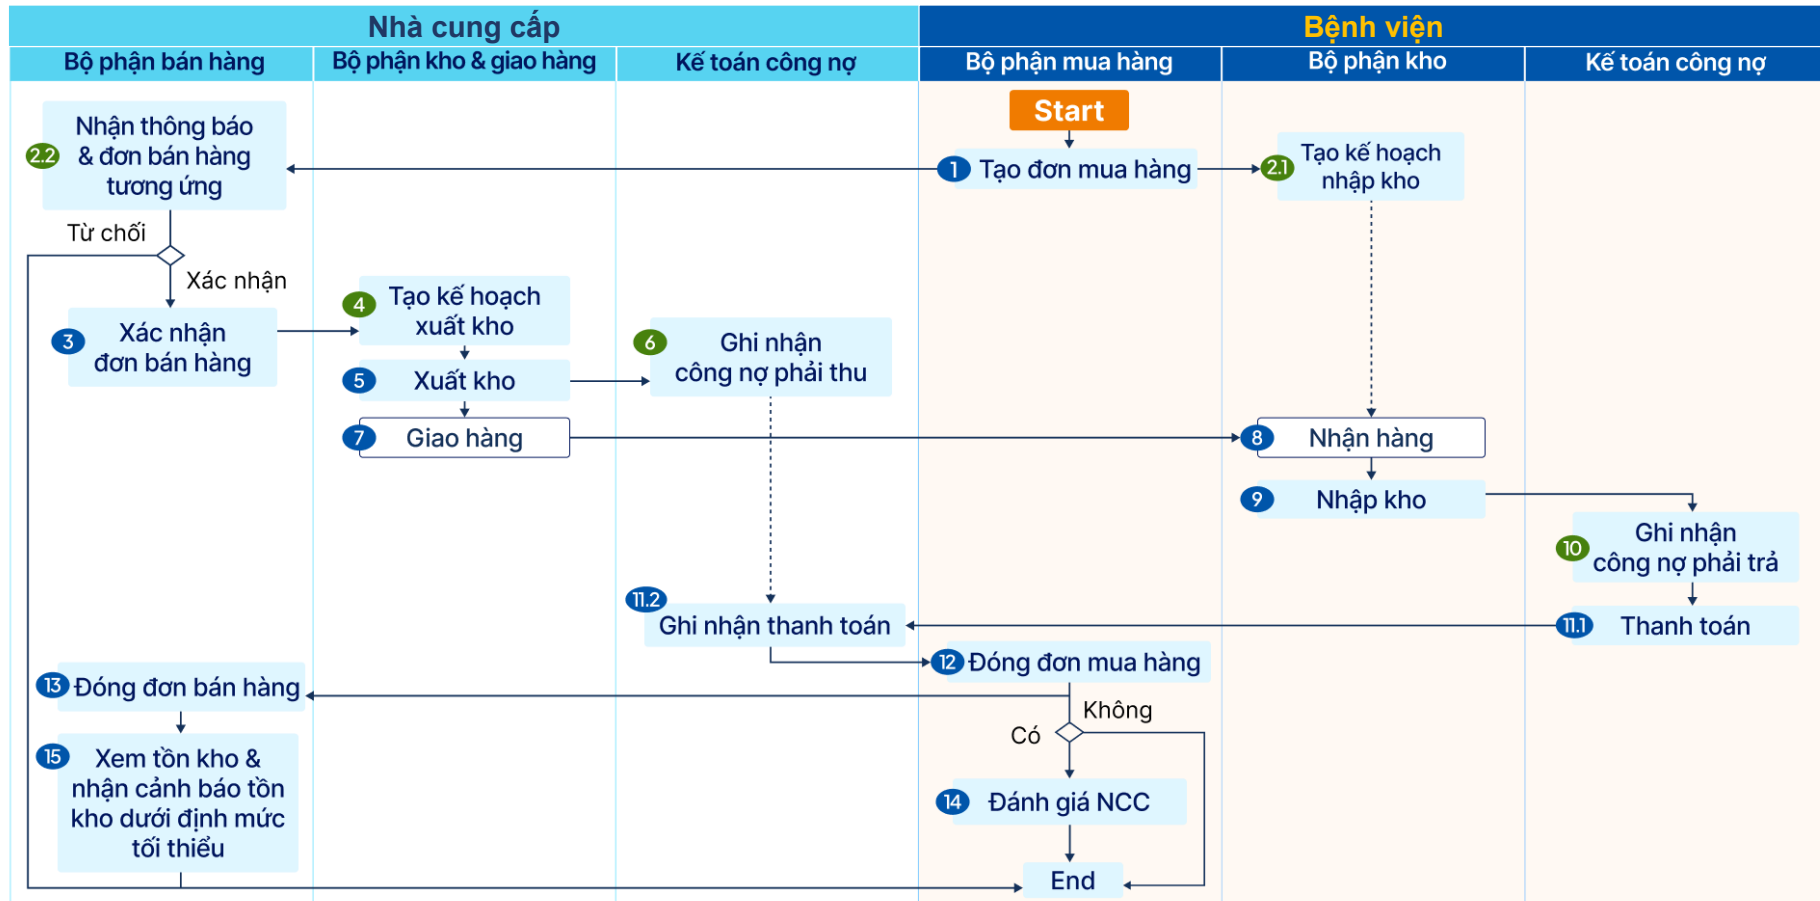 Nhà cung cấp
Bệnh viện
Bộ phận bán hàng
Bộ phận kho & giao hàng
Kế toán công nợ
Bộ phận mua hàng
Bộ phận kho
Kế toán công nợ
Start
2.2
Nhận thông báo
& đơn bán hàng
tương ứng
1
Tạo đơn mua hàng
2.1
Tạo kế hoạch
nhập kho
Từ chối
Xác nhận
3
Xác nhận
đơn bán hàng
4
Tạo kế hoạch
xuất kho
5
Xuất kho
6
Ghi nhận
công nợ phải thu
7
Giao hàng
8
Nhận hàng
9
Nhập kho
10
Ghi nhận
công nợ phải trả
11.2
Ghi nhận thanh toán
11.1
Thanh toán
12
Đóng đơn mua hàng
13
Đóng đơn bán hàng
Không
Có
15
Xem tồn kho &
nhận cảnh báo tồn
kho dưới định mức
tối thiểu
14
Đánh giá NCC
End